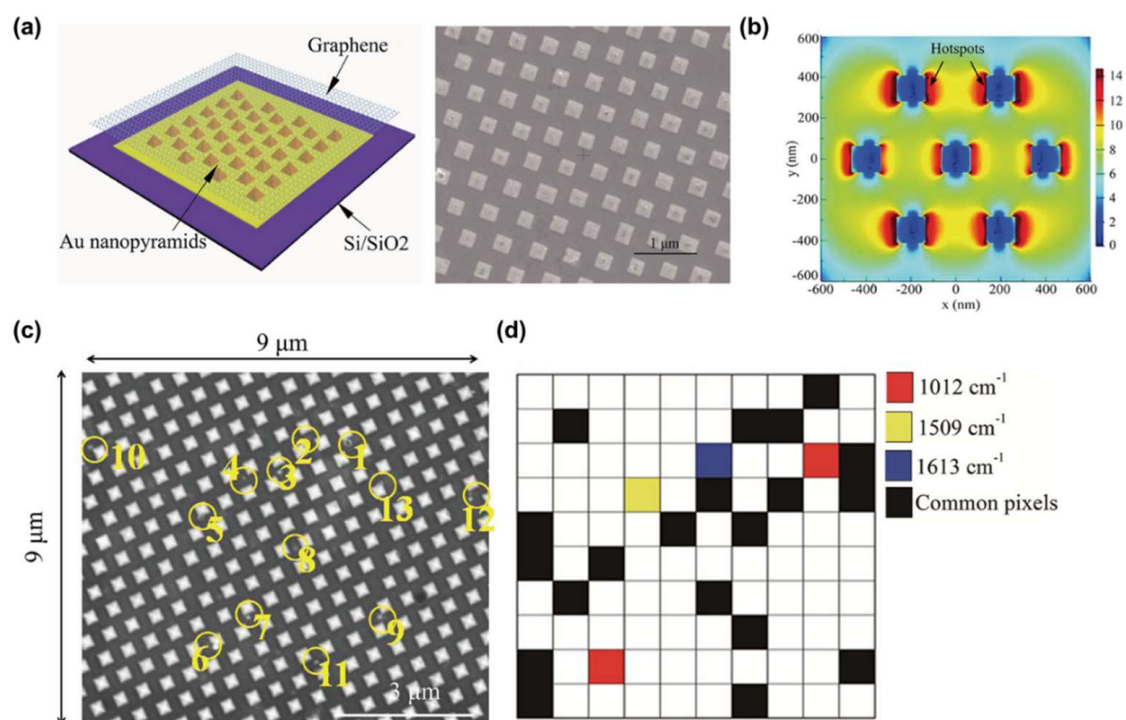 (a)
Graphene
Au nanopyramids
Si/SiO2
1 μm
(b)
Hotspots
600
400
200
0
-200
-400
-600
y (nm)
-600 -400 -200 0 200 400 600
x (nm)
14
12
10
8
6
4
2
0
(c)
9 μm
9 μm
10
2
1
4
3
13
12
5
8
7
9
6
11
3 μm
(d)
1012 cm-1
1509 cm-1
1613 cm-1
Common pixels